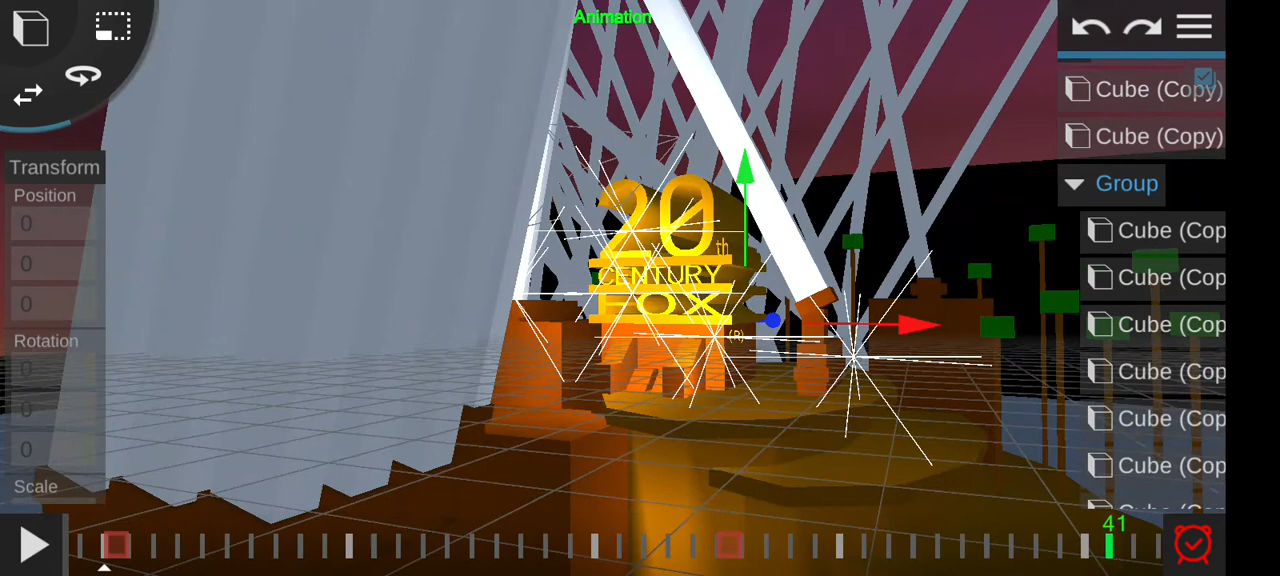 Animation
Transform
Position
0
0
0
Rotation
0
0
0
Scale
20
th
CENTURY
FOX
(R)
Cube (Copy)
Cube (Copy)
Group
Cube (Cop
Cube (Cop
Cube (Cop
Cube (Cop
Cube (Cop
Cube (Cop
41